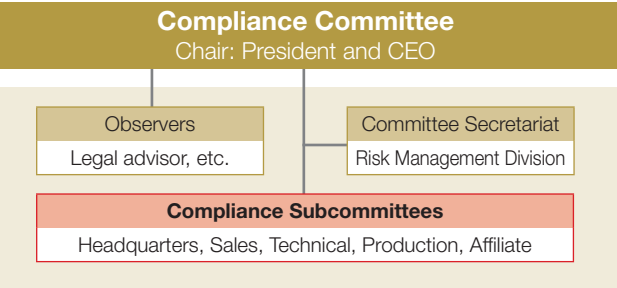 Compliance Committee
Chair: President and CEO
Observers
Legal advisor, etc.
Committee Secretariat
Risk Management Division
Compliance Subcommittees
Headquarters, Sales, Technical, Production, Affiliate